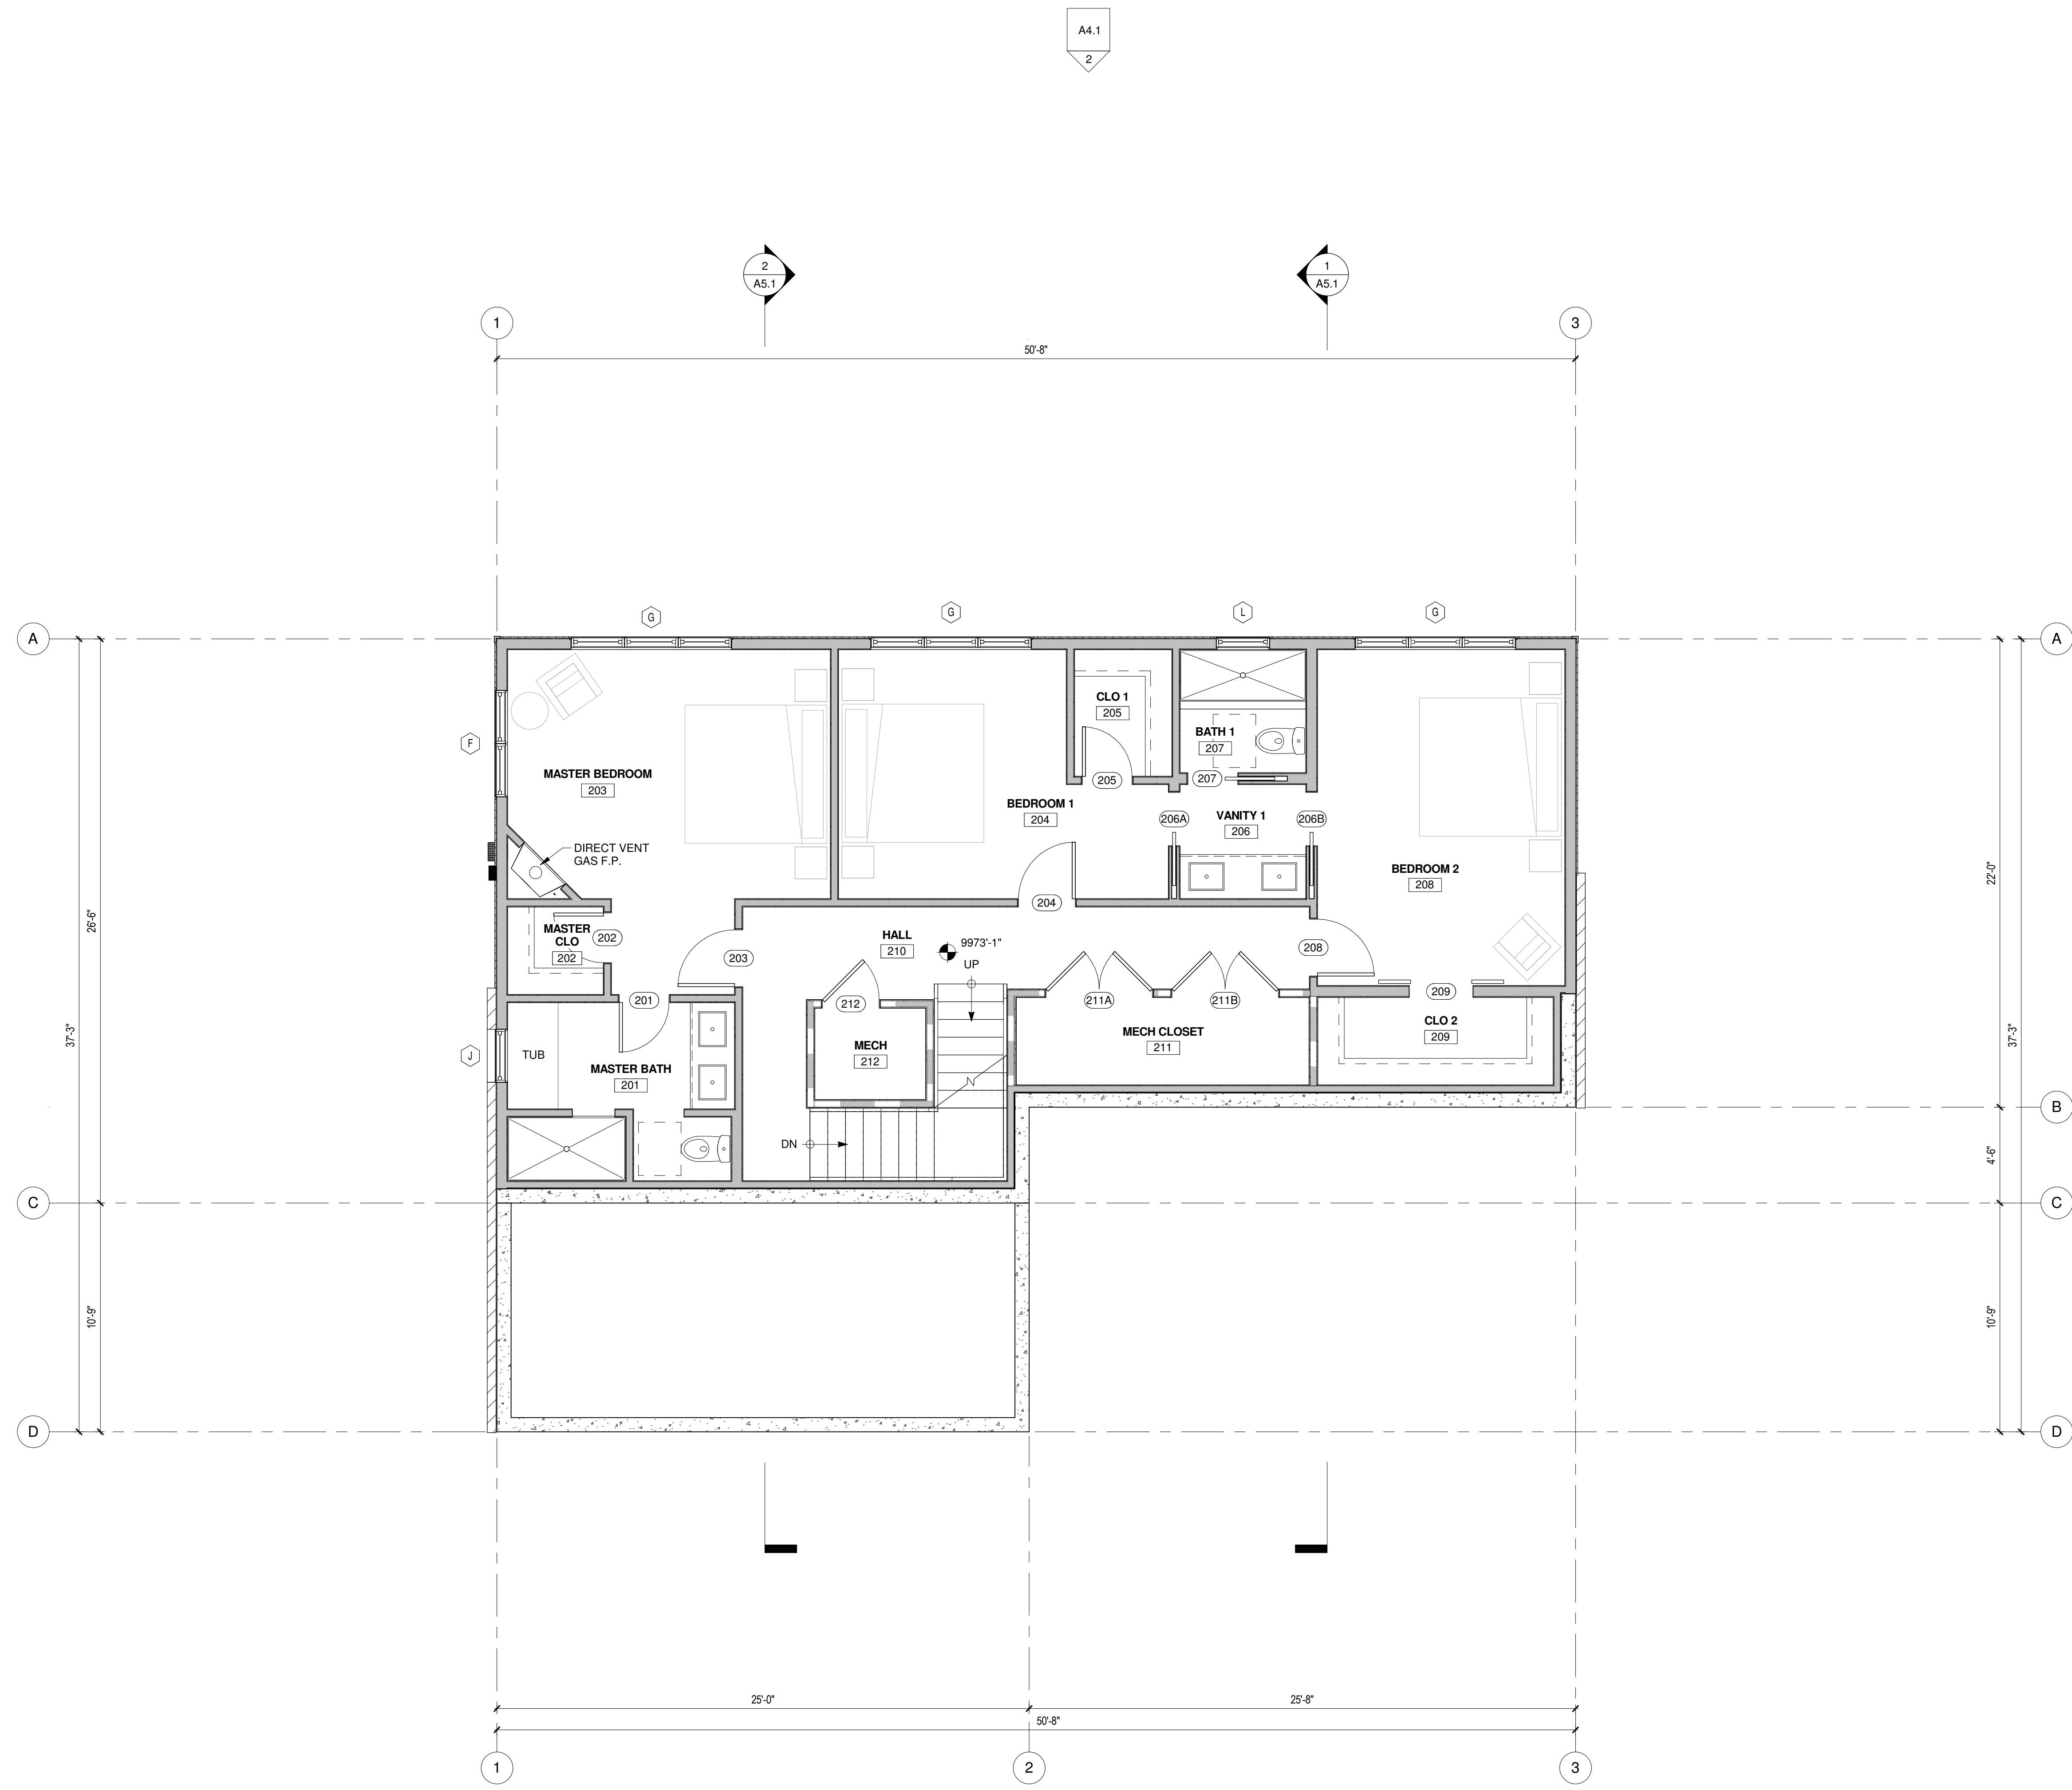 A4.1
2
2
A5.1
1
A5.1
1
3
50'-8"
G
G
L
G
A
A
F
MASTER BEDROOM
203
DIRECT VENT
GAS F.P.
CLO 1
205
205
BEDROOM 1
204
BATH 1
207
207
206A
VANITY 1
206
206B
BEDROOM 2
208
22'-0"
26'-6"
37'-3"
37'-3"
204
MASTER
CLO
202
202
203
HALL
210
9973'-1"
UP
208
201
212
211A
211B
209
J
TUB
MASTER BATH
201
MECH
212
MECH CLOSET
211
CLO 2
209
B
DN
4'-6"
C
C
10'-9"
10'-9"
D
D
25'-0"
25'-8"
50'-8"
1
2
3